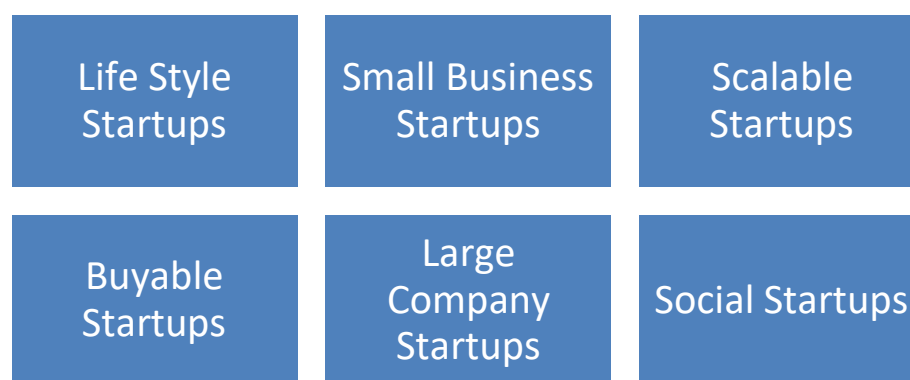 Life Style
Startups
Small Business
Startups
Scalable
Startups
Buyable
Startups
Large
Company
Startups
Social Startups